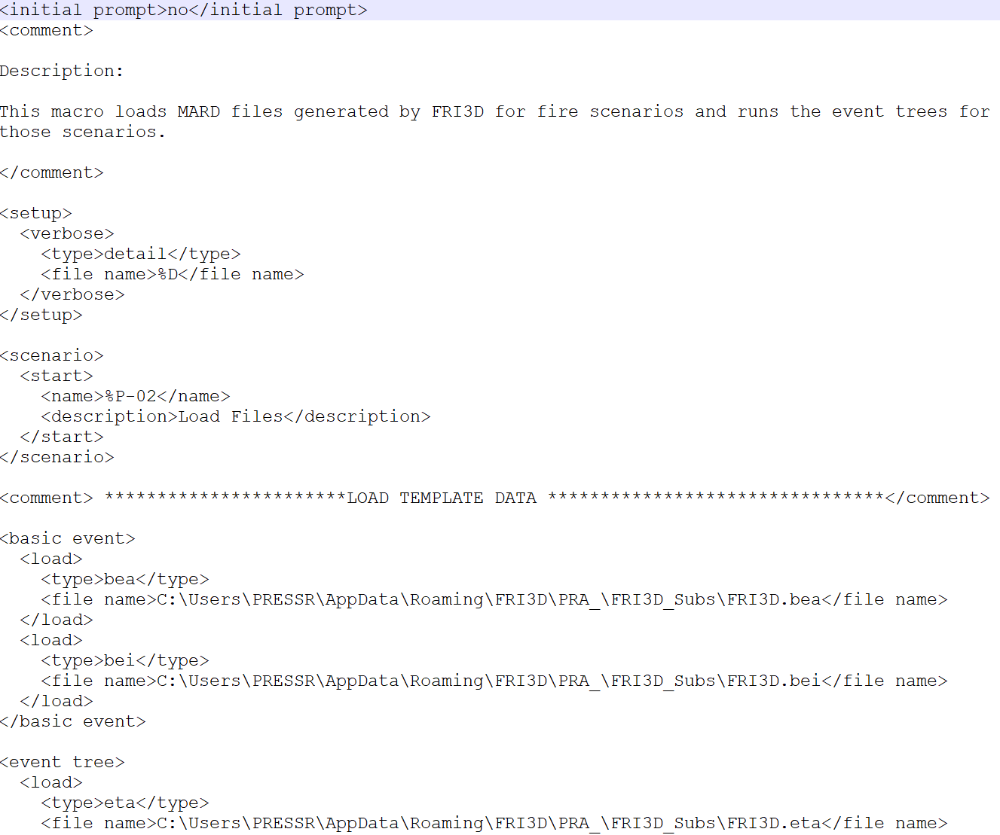 <initial prompt>no</initial prompt>
<comment>
Description:
This macro loads MARD files generated by FRI3D for fire scenarios and runs the event trees for
those scenarios.
</comment>
<setup>
<verbose>
<type>detail</type>
<file name>%D</file name>
</verbose>
</setup>
<scenario>
<start>
<name>%P-02</name>
<description>Load Files</description>
</start>
</scenario>
<comment> ***********************LOAD TEMPLATE DATA ********************************</comment>
<basic event>
<load>
<type>bea</type>
<file name>C:\Users\PRESSR\AppData\Roaming\FRI3D\PRA_\FRI3D_Subs\FRI3D.bea</file name>
</load>
<load>
<type>bei</type>
<file name>C:\Users\PRESSR\AppData\Roaming\FRI3D\PRA_\FRI3D_Subs\FRI3D.bei</file name>
</load>
</basic event>
<event tree>
<load>
<type>eta</type>
<file name>C:\Users\PRESSR\AppData\Roaming\FRI3D\PRA_\FRI3D_Subs\FRI3D.eta</file name>